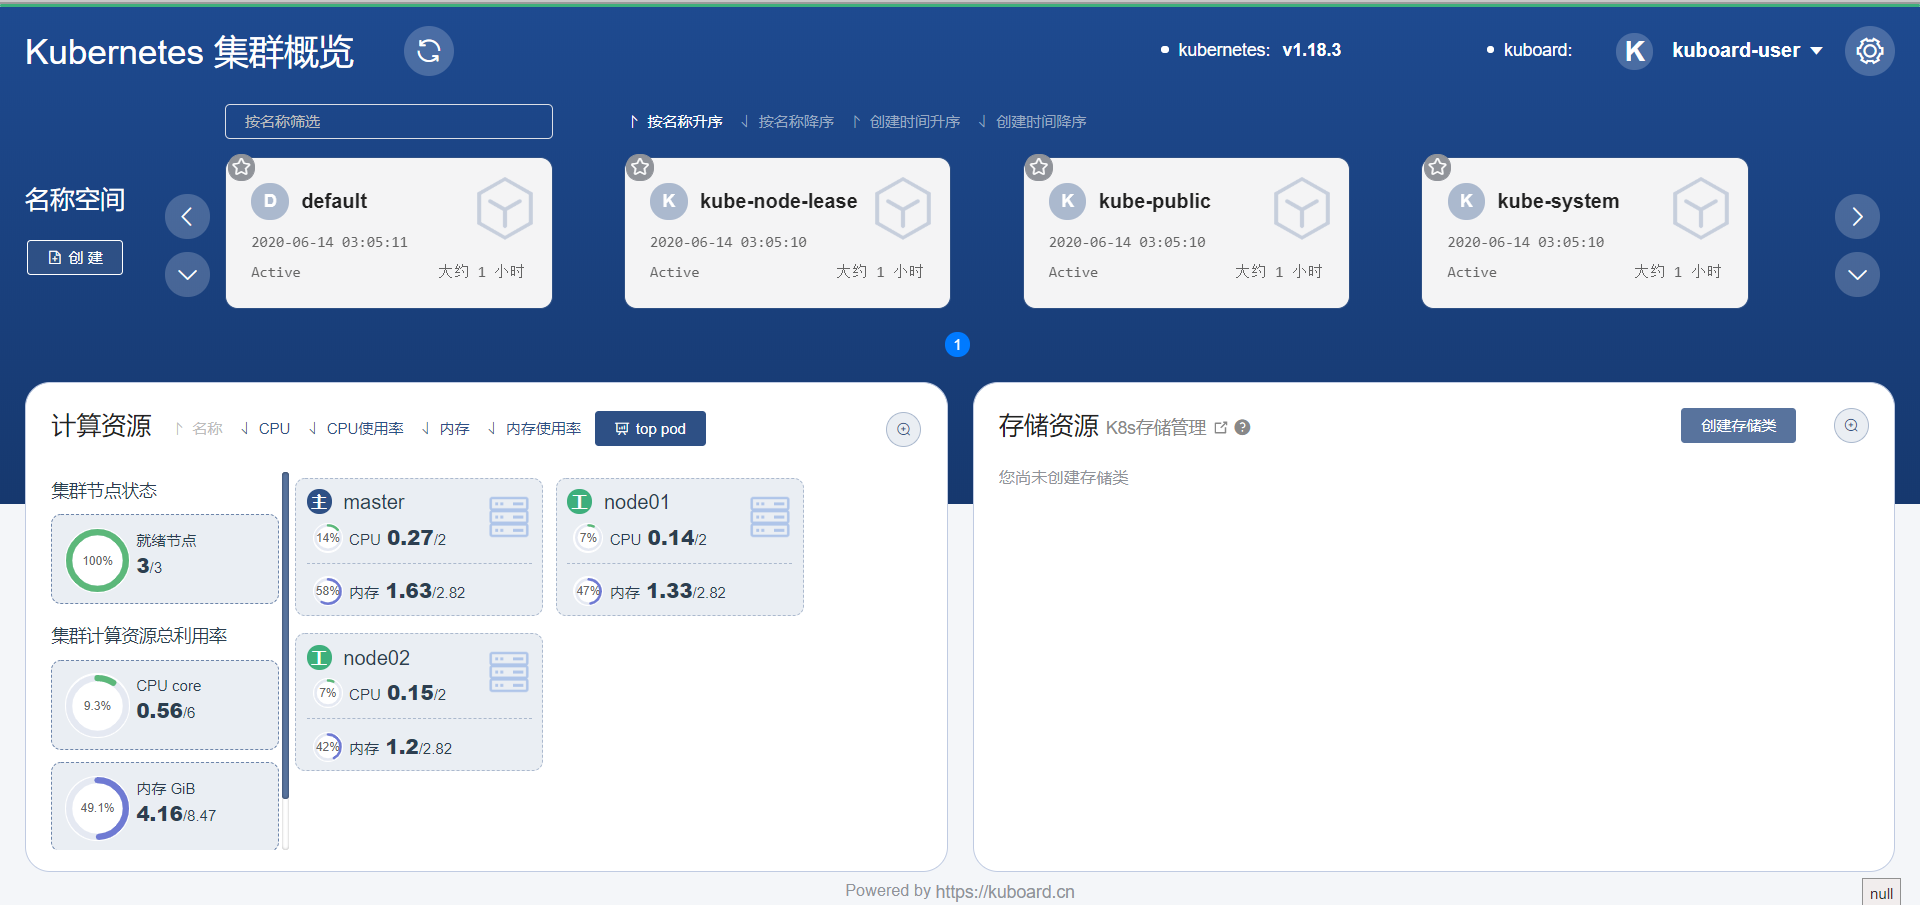 Kubernetes 集群概览
kubernetes: v1.18.3
kuboard:
K kuboard-user
按名称筛选
按名称升序 按名称降序 创建时间升序 创建时间降序
名称空间
创 建
D default
2020-06-14 03:05:11
Active 大约 1 小时
K kube-node-lease
2020-06-14 03:05:10
Active 大约 1 小时
K kube-public
2020-06-14 03:05:10
Active 大约 1 小时
K kube-system
2020-06-14 03:05:10
Active 大约 1 小时
1
计算资源 名称 CPU CPU使用率 内存 内存使用率 top pod
集群节点状态
100% 就绪节点
3/3
集群计算资源总利用率
9.3% CPU core
0.56/6
49.1% 内存 GiB
4.16/8.47
主 master
14% CPU 0.27/2
58% 内存 1.63/2.82
工 node01
7% CPU 0.14/2
47% 内存 1.33/2.82
工 node02
7% CPU 0.15/2
42% 内存 1.2/2.82
存储资源 K8s存储管理 ?
创建存储类
您尚未创建存储类
Powered by https://kuboard.cn
null